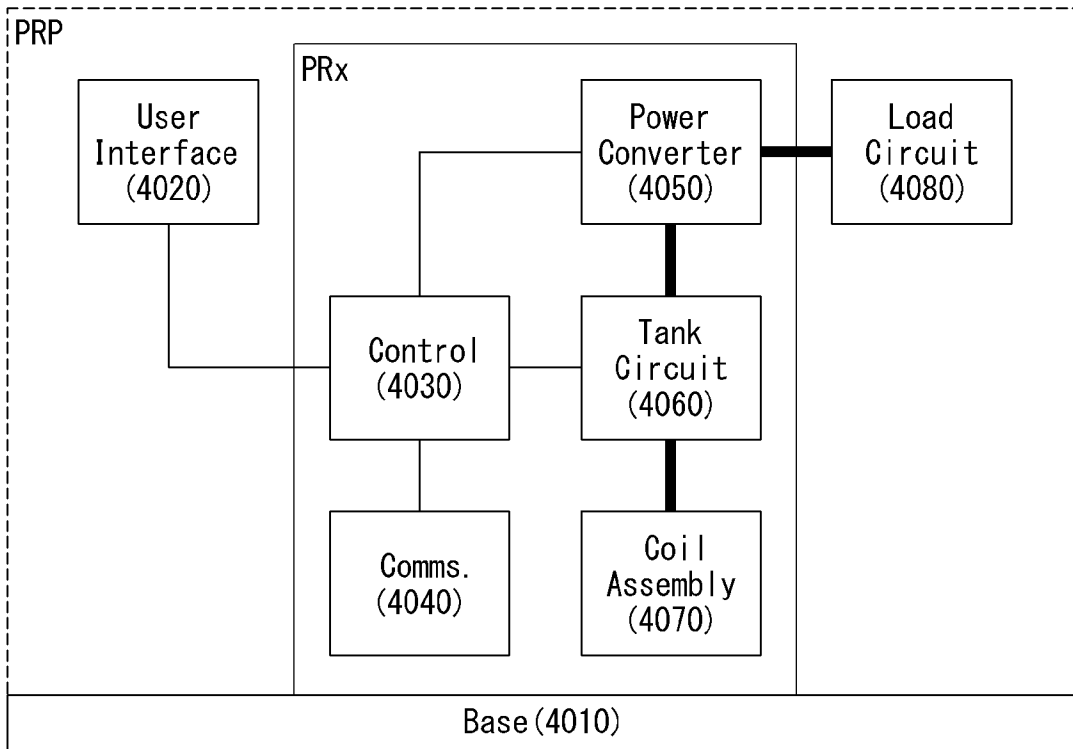 PRP
PRx
User
Interface
(4020)
Power
Converter
(4050)
Load
Circuit
(4080)
Control
(4030)
Tank
Circuit
(4060)
Comms.
(4040)
Coil
Assembly
(4070)
Base(4010)